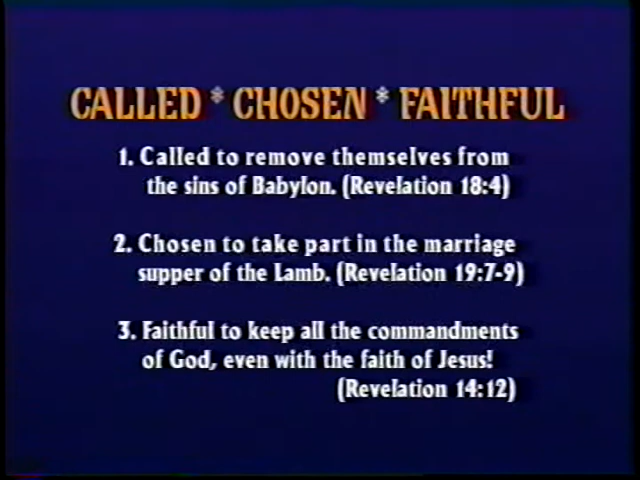 CALLED * CHOSEN * FAITHFUL
1. Called to remove themselves from
the sins of Babylon. (Revelation 18:4)
2. Chosen to take part in the marriage
supper of the Lamb. (Revelation 19:7-9)
3. Faithful to keep all the commandments
of God, even with the faith of Jesus!
(Revelation 14:12)